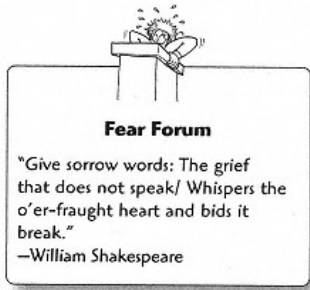 Fear Forum
"Give sorrow words: The grief
that does not speak/ Whispers the
o'er-fraught heart and bids it
break."
—William Shakespeare